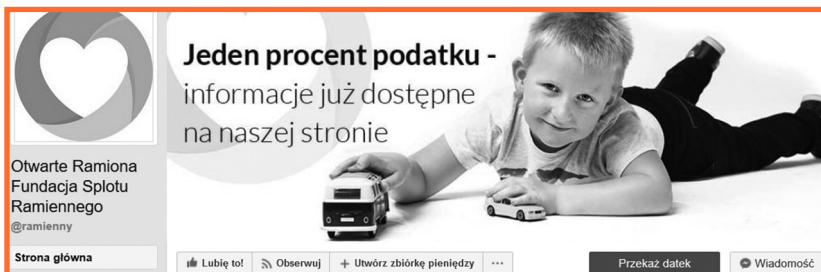 Jeden procent podatku -
informacje już dostępne
na naszej stronie
Otwarte Ramiona
Fundacja Splotu
Ramiennego
@ramienny
Strona główna
Lubię to!
Obserwuj
+ Utwórz zbiórkę pieniędzy
...
Przekaż datek
Wiadomość